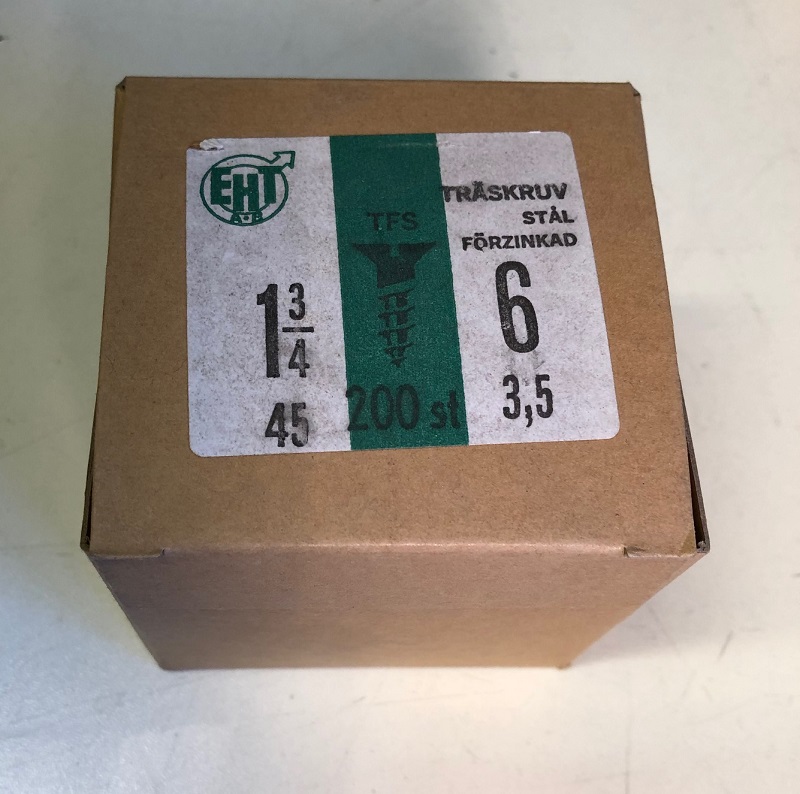 EHT
A•B
TFS
TRÄSKRUV
STÅL
FÖRZINKAD
1 3/4
6
45
200 st
3,5